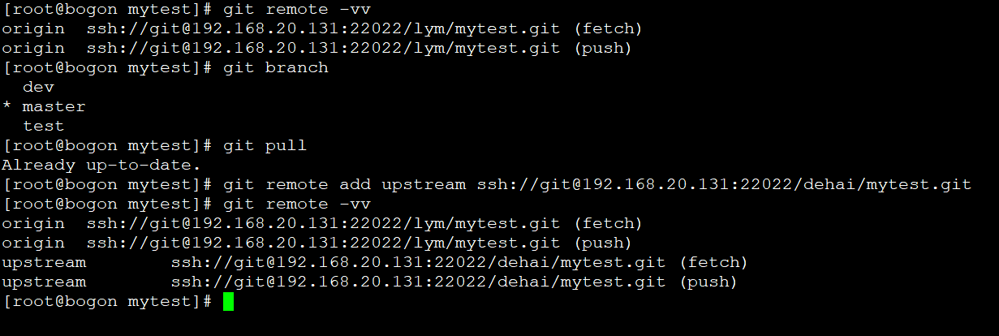 [root@bogon mytest]# git remote -vv
origin  ssh://git@192.168.20.131:22022/lym/mytest.git (fetch)
origin  ssh://git@192.168.20.131:22022/lym/mytest.git (push)
[root@bogon mytest]# git branch
  dev
* master
  test
[root@bogon mytest]# git pull
Already up-to-date.
[root@bogon mytest]# git remote add upstream ssh://git@192.168.20.131:22022/dehai/mytest.git
[root@bogon mytest]# git remote -vv
origin  ssh://git@192.168.20.131:22022/lym/mytest.git (fetch)
origin  ssh://git@192.168.20.131:22022/lym/mytest.git (push)
upstream        ssh://git@192.168.20.131:22022/dehai/mytest.git (fetch)
upstream        ssh://git@192.168.20.131:22022/dehai/mytest.git (push)
[root@bogon mytest]#